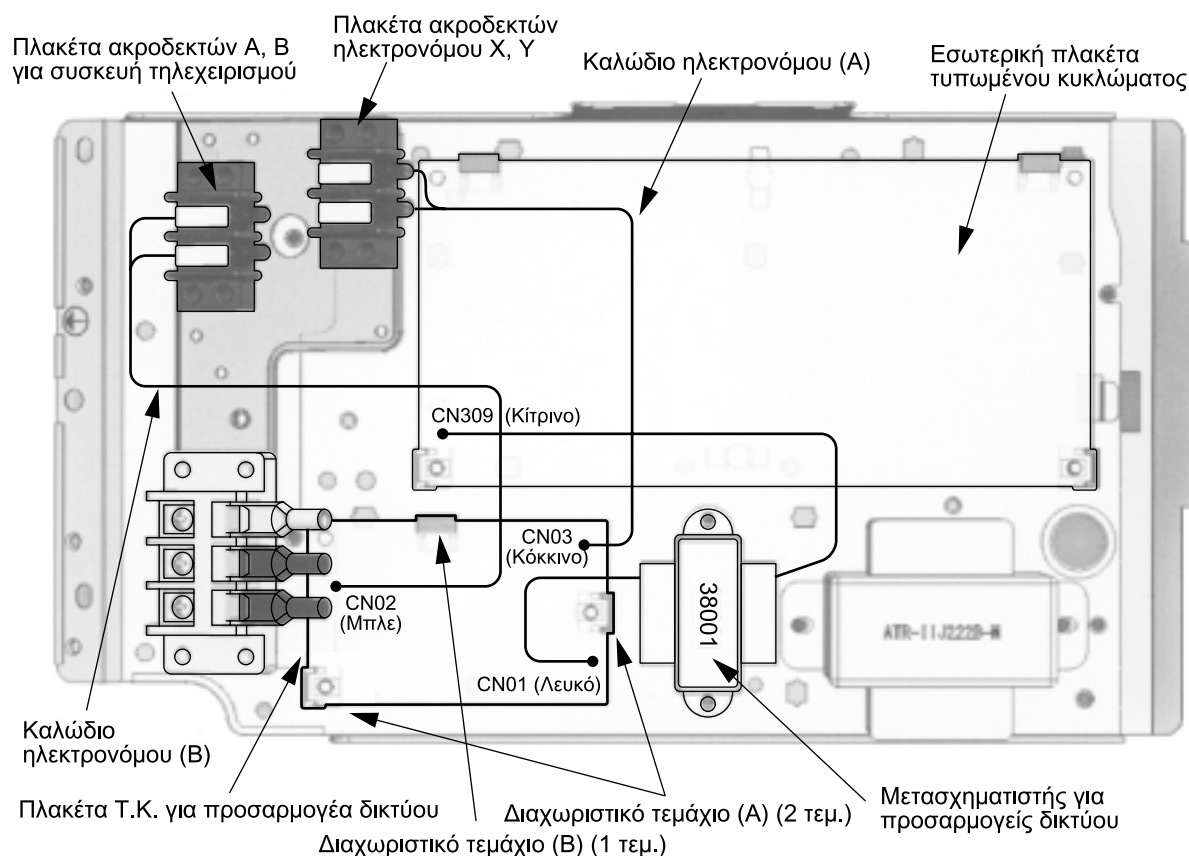 Πλακέτα ακροδεκτών A, B
για συσκευή τηλεχειρισμού
Πλακέτα ακροδεκτών
ηλεκτρονόμου X, Y
Καλώδιο ηλεκτρονόμου (A)
Εσωτερική πλακέτα
τυπωμένου κυκλώματος
CN309 (Κίτρινο)
CN03
(Κόκκινο)
CN02
(Μπλε)
CN01 (Λευκό)
38001
ATR-IIJ222B-M
Καλώδιο
ηλεκτρονόμου (B)
Πλακέτα Τ.Κ. για προσαρμογέα δικτύου
Διαχωριστικό τεμάχιο (B) (1 τεμ.)
Διαχωριστικό τεμάχιο (A) (2 τεμ.)
Μετασχηματιστής για
προσαρμογείς δικτύου